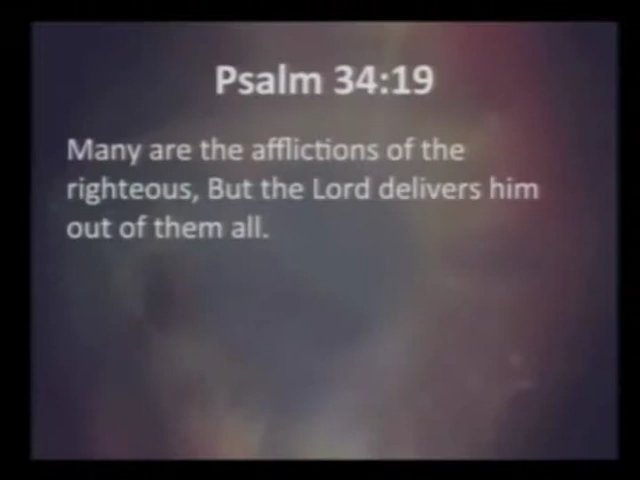 Psalm 34:19
Many are the afflictions of the
righteous, But the Lord delivers him
out of them all.